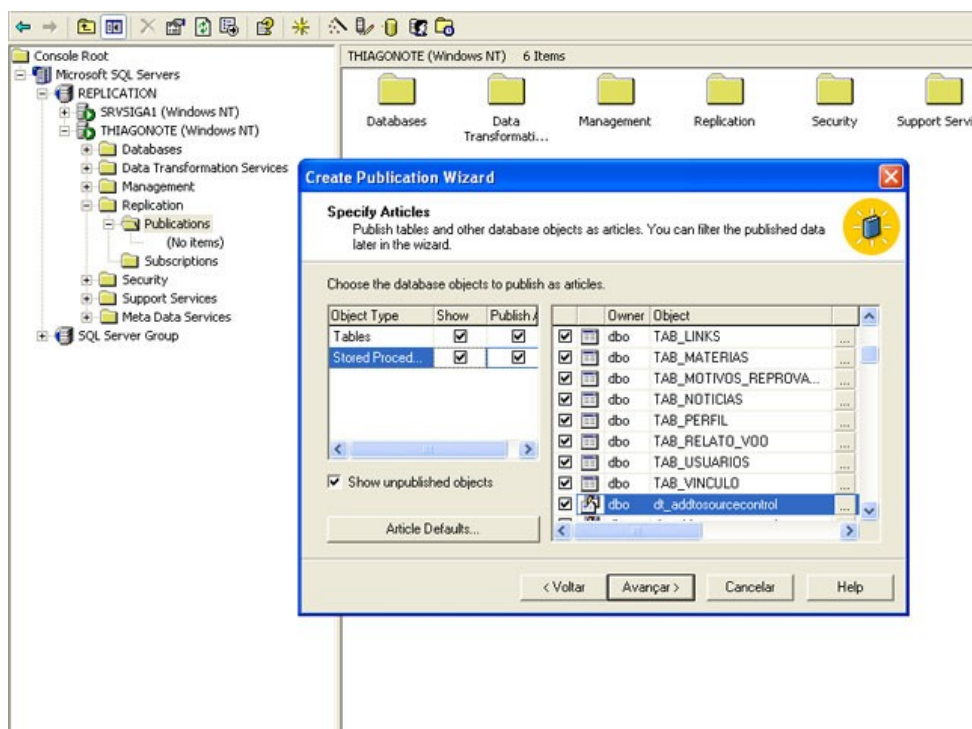 Console Root
Microsoft SQL Servers
REPLICATION
SRVSIGA1 (Windows NT)
THIAGONOTE (Windows NT)
Databases
Data Transformation Services
Management
Replication
Publications
(No items)
Subscriptions
Security
Support Services
Meta Data Services
SQL Server Group
THIAGONOTE (Windows NT) 6 Items
Databases
Data
Transformati...
Management
Replication
Security
Support Servi
Create Publication Wizard
Specify Articles
Publish tables and other database objects as articles. You can filter the published data
later in the wizard.
Choose the database objects to publish as articles.
Object Type Show Publish A
Tables
Stored Proced...
Show unpublished objects
Article Defaults...
Owner Object
dbo TAB_LINKS ...
dbo TAB_MATERIAS ...
dbo TAB_MOTIVOS_REPROVA... ...
dbo TAB_NOTICIAS ...
dbo TAB_PERFIL ...
dbo TAB_RELATO_VOO ...
dbo TAB_USUARIOS ...
dbo TAB_VINCULO ...
dbo dt_addtosourcecontrol ...
< Voltar
Avançar >
Cancelar
Help